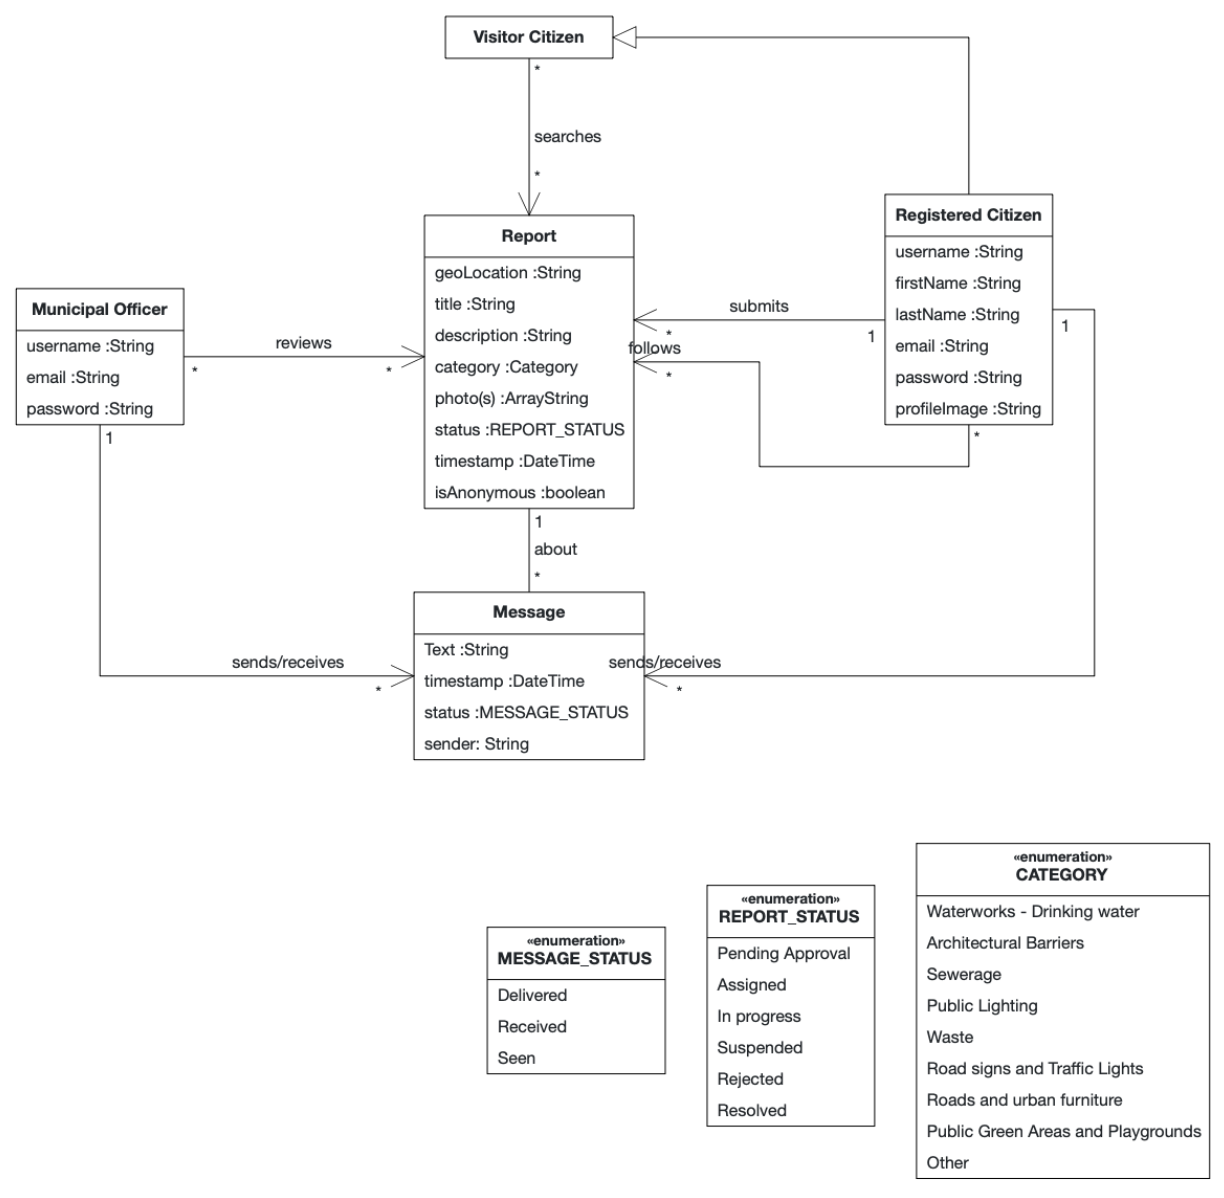 Visitor Citizen
*
searches
*
Report
geoLocation :String
title :String
description :String
category :Category
photo(s) :ArrayString
status :REPORT_STATUS
timestamp :DateTime
isAnonymous :boolean
Registered Citizen
username :String
firstName :String
lastName :String
email :String
password :String
profileImage :String
Municipal Officer
username :String
email :String
password :String
reviews
*
*
submits
*
1
follows
*
*
1
1
1
about
*
Message
Text :String
timestamp :DateTime
status :MESSAGE_STATUS
sender: String
sends/receives
*
sends/receives
*
«enumeration»
MESSAGE_STATUS
Delivered
Received
Seen
«enumeration»
REPORT_STATUS
Pending Approval
Assigned
In progress
Suspended
Rejected
Resolved
«enumeration»
CATEGORY
Waterworks - Drinking water
Architectural Barriers
Sewerage
Public Lighting
Waste
Road signs and Traffic Lights
Roads and urban furniture
Public Green Areas and Playgrounds
Other